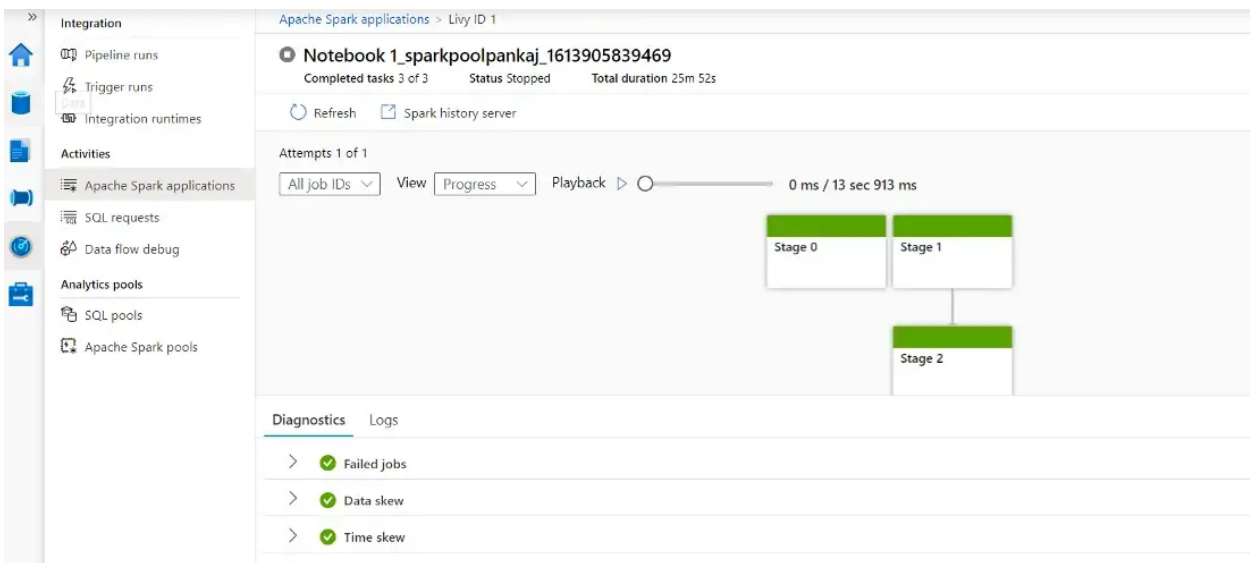 »
Integration
Pipeline runs
Trigger runs
Data
Integration runtimes
Activities
Apache Spark applications
SQL requests
Data flow debug
Analytics pools
SQL pools
Apache Spark pools
Apache Spark applications > Livy ID 1
Notebook 1_sparkpoolpankaj_1613905839469
Completed tasks 3 of 3 Status Stopped Total duration 25m 52s
Refresh Spark history server
Attempts 1 of 1
All job IDs View Progress Playback 0 ms / 13 sec 913 ms
Stage 0 Stage 1
Stage 2
Diagnostics Logs
Failed jobs
Data skew
Time skew